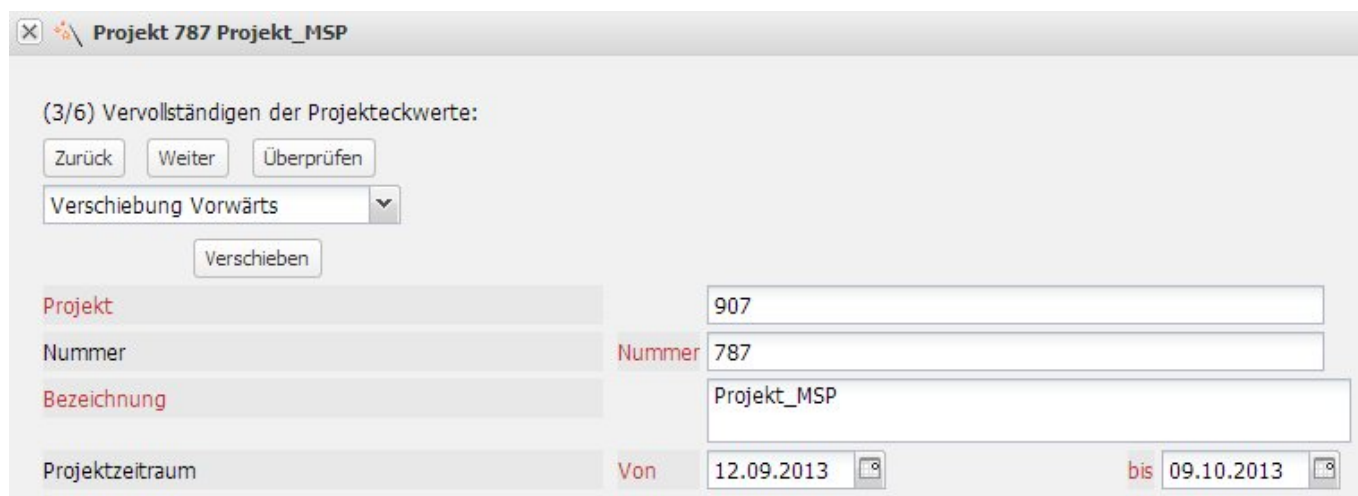 Projekt 787 Projekt_MSP
(3/6) Vervollständigen der Projekteckwerte:
Zurück Weiter Überprüfen
Verschiebung Vorwärts
Verschieben
Projekt 907
Nummer Nummer 787
Bezeichnung Projekt_MSP
Projektzeitraum Von 12.09.2013 bis 09.10.2013